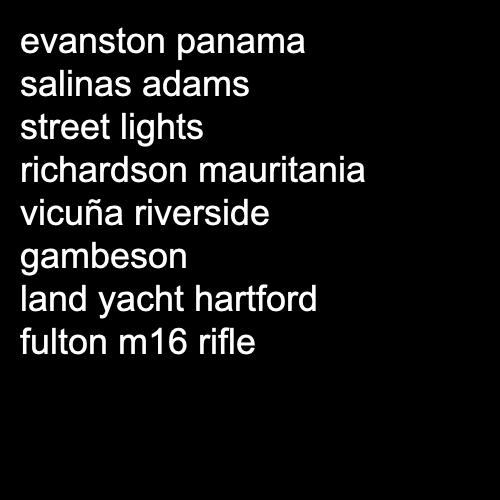 evanston panama
salinas adams
street lights
richardson mauritania
vicuña riverside
gambeson
land yacht hartford
fulton m16 rifle